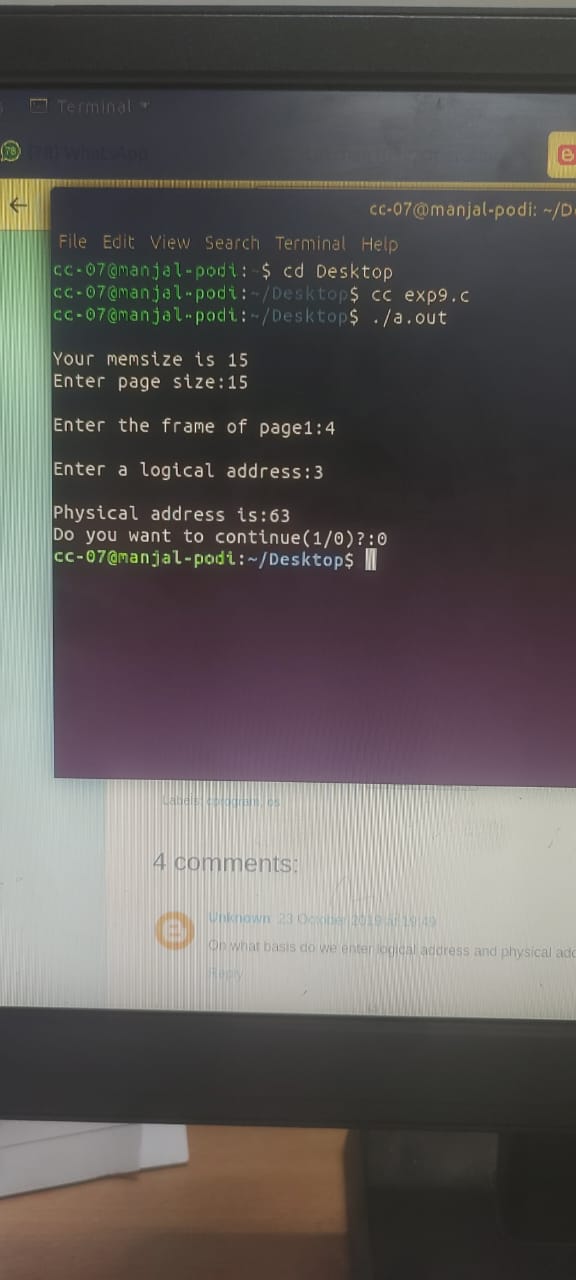 Terminal
78
WhatsApp
cc-07@manjal-podi: ~/D
File Edit View Search Terminal Help
cc-07@manjal-podi:~$ cd Desktop
cc-07@manjal-podi:~/Desktop$ cc exp9.c
cc-07@manjal-podi:~/Desktop$ ./a.out
Your memsize is 15
Enter page size:15
Enter the frame of page1:4
Enter a logical address:3
Physical address is:63
Do you want to continue(1/0)?:0
cc-07@manjal-podi:~/Desktop$
Labels: cprogram, os
4 comments:
Unknown 23 October 2019 at 19:49
On what basis do we enter logical address and physical add
Reply